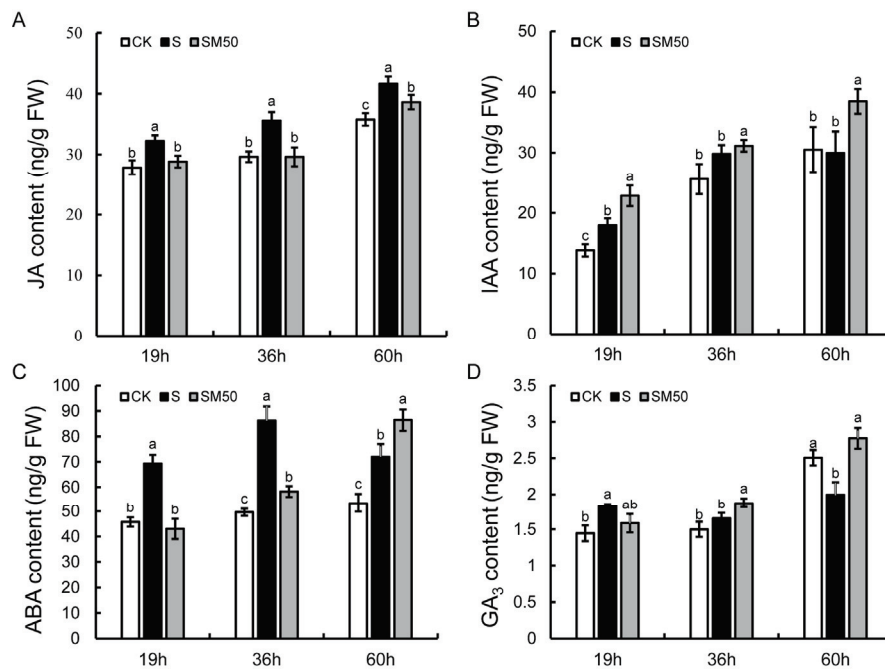 A
JA content (ng/g FW)
50
40
30
20
10
0
CK S SM50
b a b
b a b
c a b
19h 36h 60h
B
IAA content (ng/g FW)
60
50
40
30
20
10
0
CK S SM50
c b a
b b a
b b a
19h 36h 60h
C
ABA content (ng/g FW)
100
90
80
70
60
50
40
30
20
10
0
CK S SM50
b a b
c a b
c b a
19h 36h 60h
D
GA₃ content (ng/g FW)
3.5
3
2.5
2
1.5
1
0.5
0
CK S SM50
b a ab
b b a
a b a
19h 36h 60h